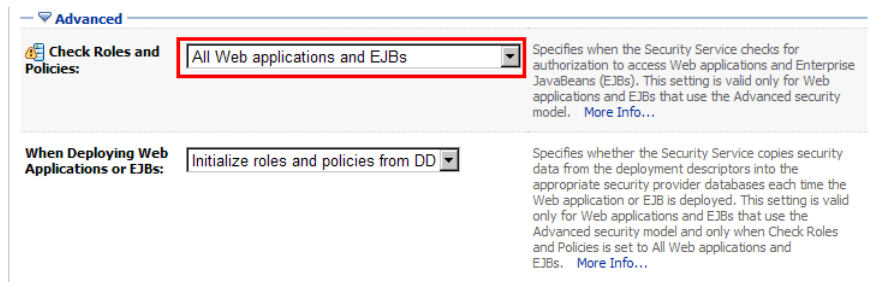 Advanced
Check Roles and
Policies:
All Web applications and EJBs
Specifies when the Security Service checks for
authorization to access Web applications and Enterprise
JavaBeans (EJBs). This setting is valid only for Web
applications and EJBs that use the Advanced security
model. More Info...
When Deploying Web
Applications or EJBs:
Initialize roles and policies from DD
Specifies whether the Security Service copies security
data from the deployment descriptors into the
appropriate security provider databases each time the
Web application or EJB is deployed. This setting is valid
only for Web applications and EJBs that use the
Advanced security model and only when Check Roles
and Policies is set to All Web applications and
EJBs. More Info...